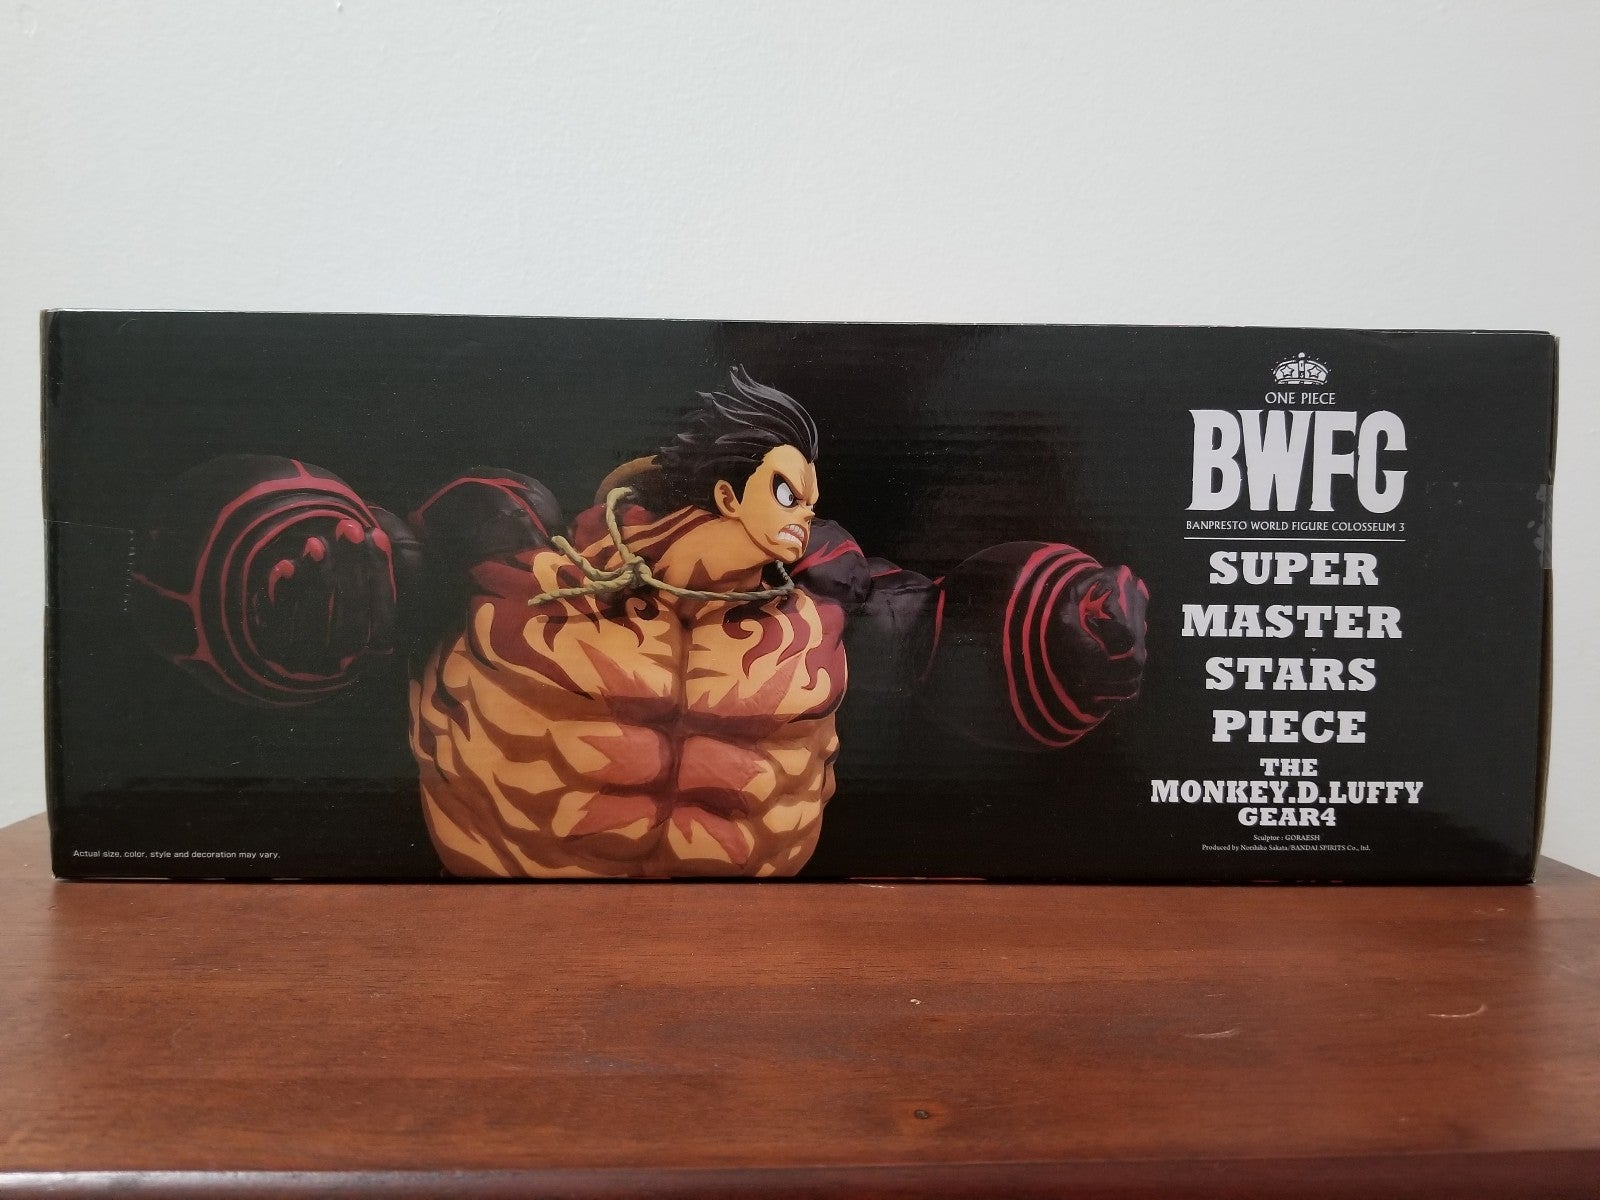 ONE PIECE
BWFC
BANPRESTO WORLD FIGURE COLOSSEUM 3
SUPER
MASTER
STARS
PIECE
THE
MONKEY.D.LUFFY
GEAR4
Sculptor : GORAESH
Produced by Norihiko Sakata/BANDAI SPIRITS Co., ltd.
Actual size, color, style and decoration may vary.